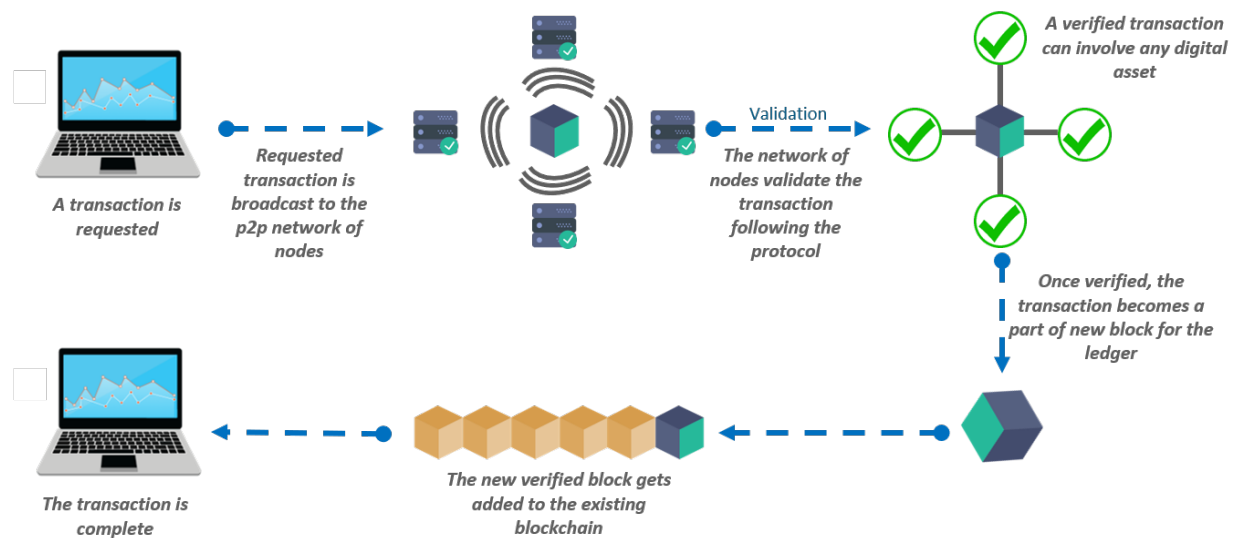 A transaction is
requested
Requested
transaction is
broadcast to the
p2p network of
nodes
Validation
The network of
nodes validate the
transaction
following the
protocol
A verified transaction
can involve any digital
asset
Once verified, the
transaction becomes a
part of new block for the
ledger
The new verified block gets
added to the existing
blockchain
The transaction is
complete